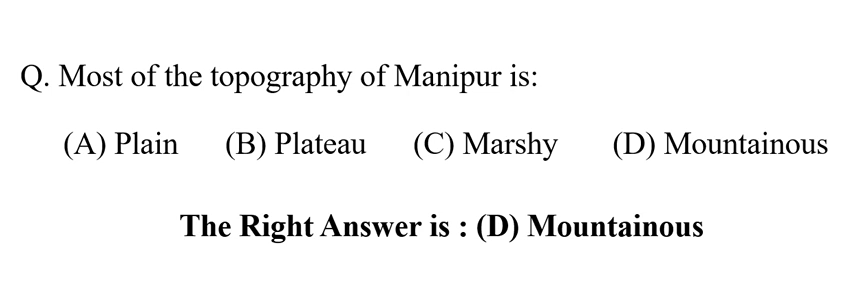 Q. Most of the topography of Manipur is:
(A) Plain (B) Plateau (C) Marshy (D) Mountainous
The Right Answer is : (D) Mountainous